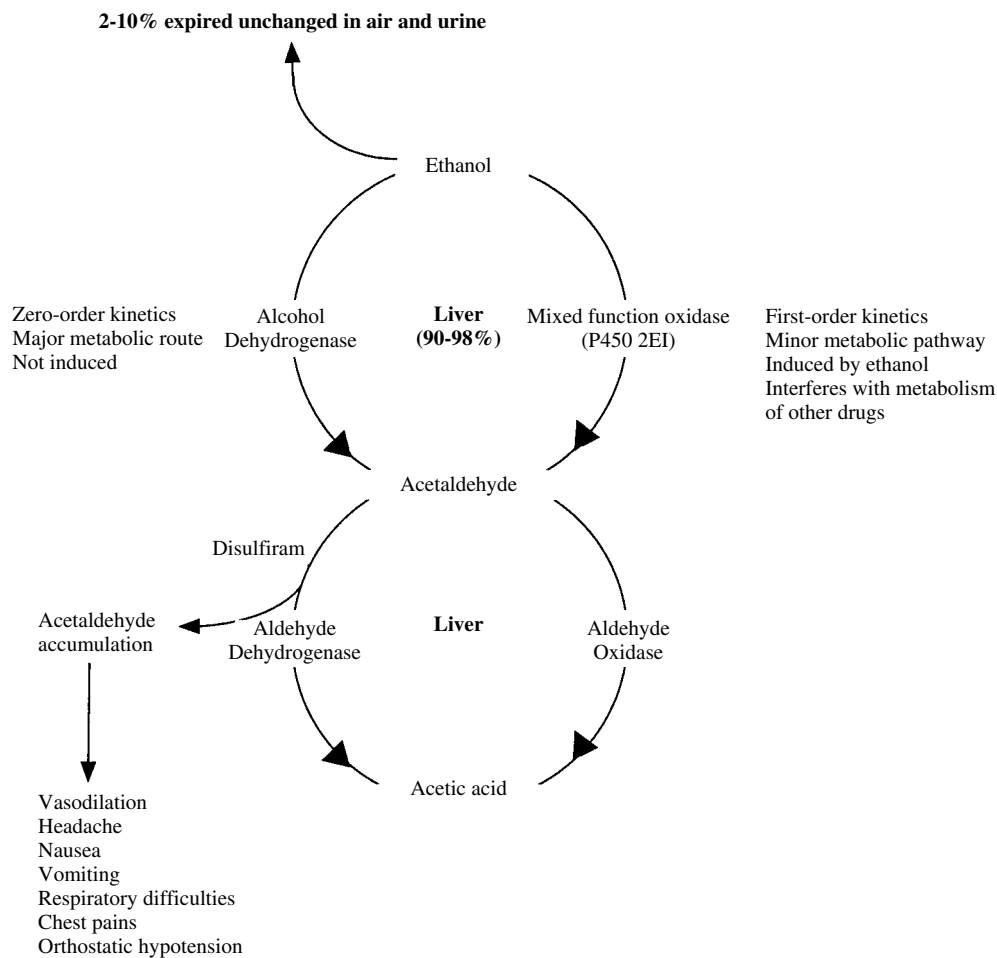 2-10% expired unchanged in air and urine
Ethanol
Zero-order kinetics
Major metabolic route
Not induced
Alcohol
Dehydrogenase
Liver
(90-98%)
Mixed function oxidase
(P450 2EI)
First-order kinetics
Minor metabolic pathway
Induced by ethanol
Interferes with metabolism
of other drugs
Acetaldehyde
Disulfiram
Acetaldehyde
accumulation
Aldehyde
Dehydrogenase
Liver
Aldehyde
Oxidase
Acetic acid
Vasodilation
Headache
Nausea
Vomiting
Respiratory difficulties
Chest pains
Orthostatic hypotension